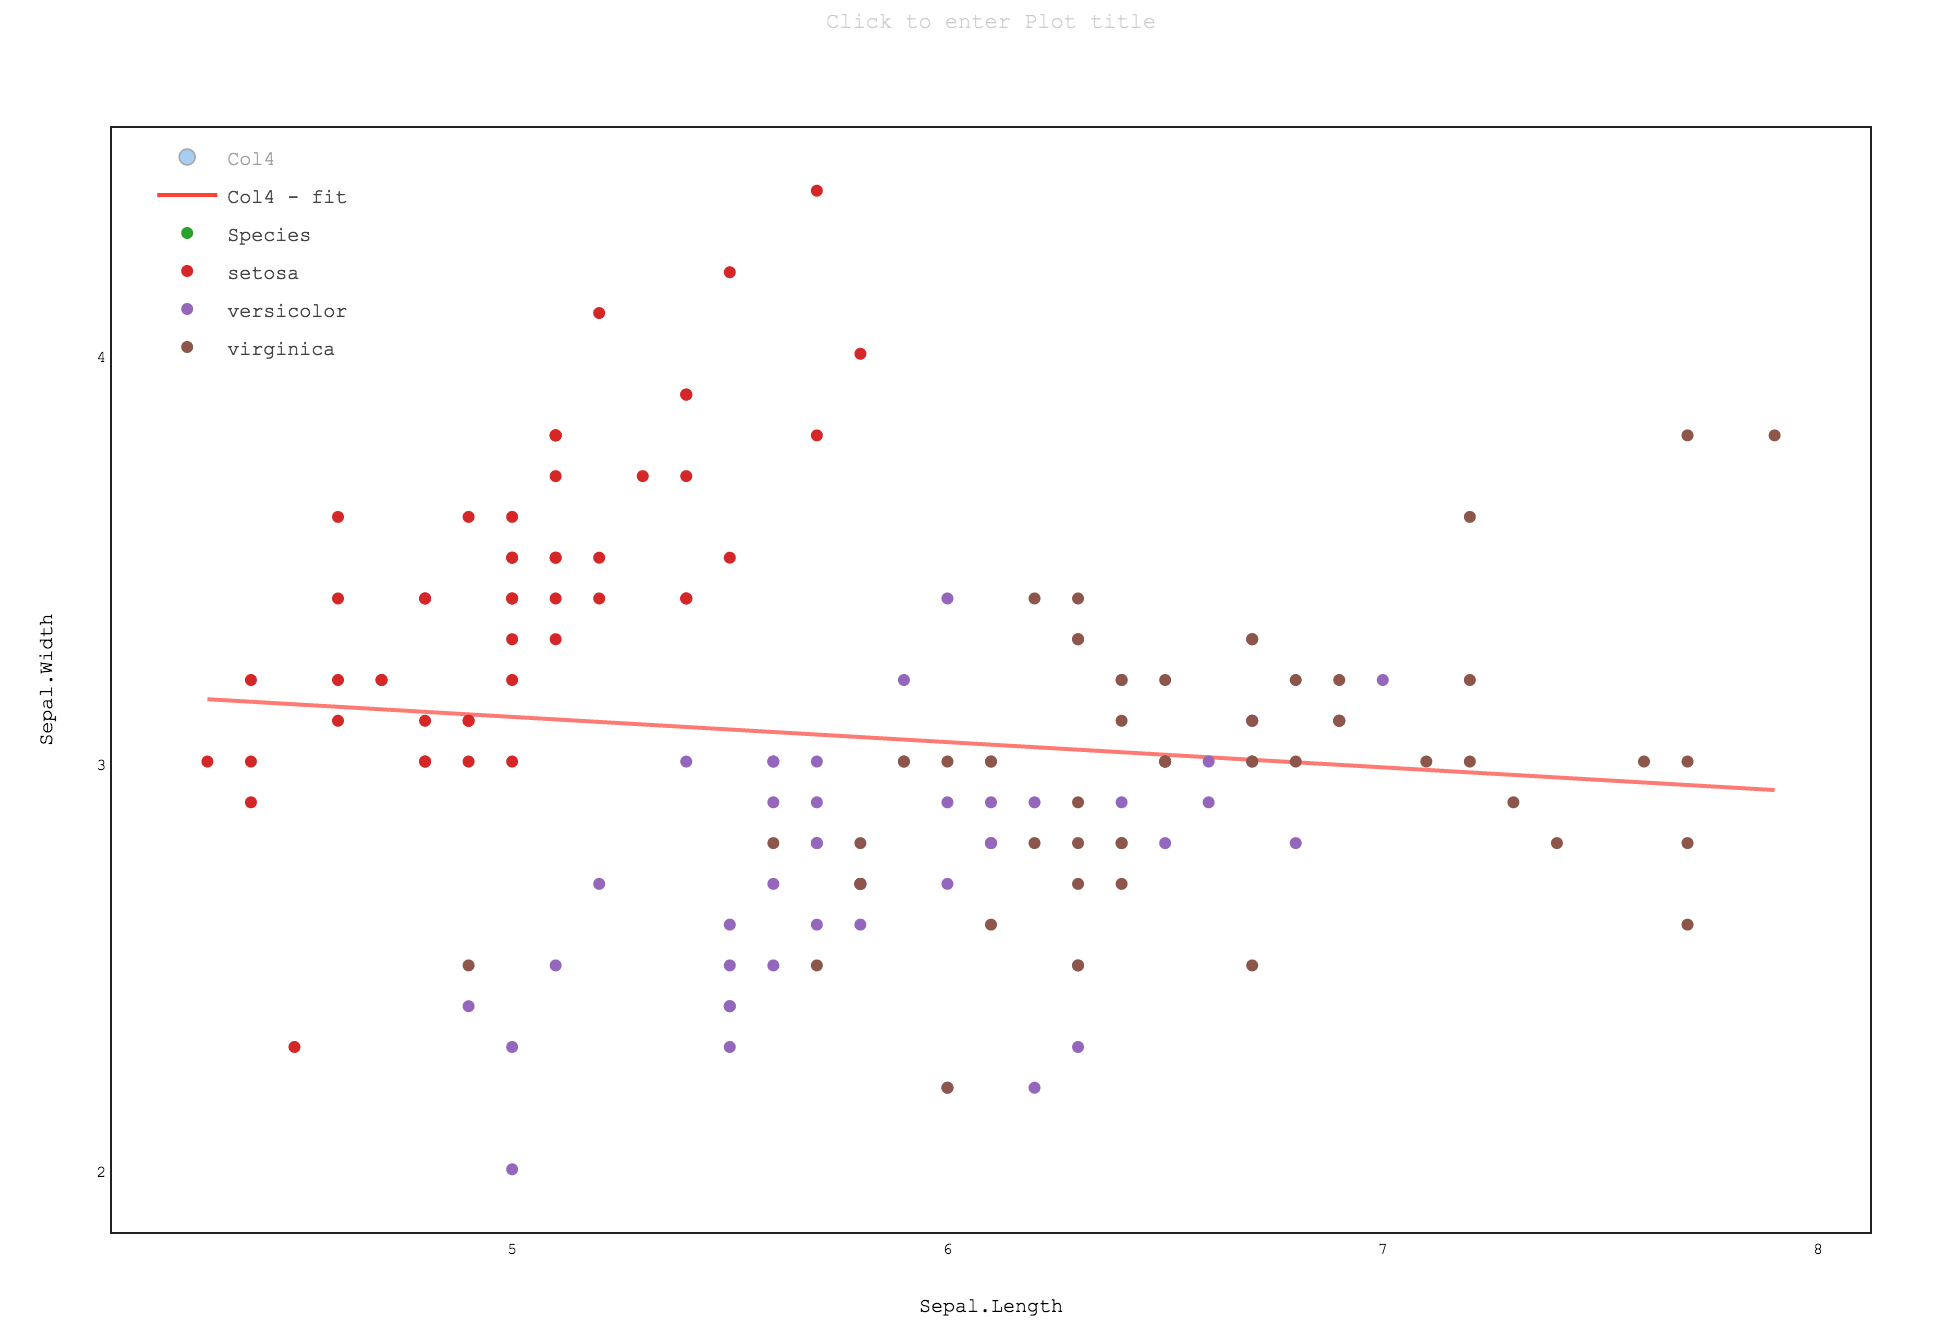 Click to enter Plot title
Col4
Col4 - fit
Species
setosa
versicolor
virginica
4
3
2
Sepal.Width
5 6 7 8
Sepal.Length